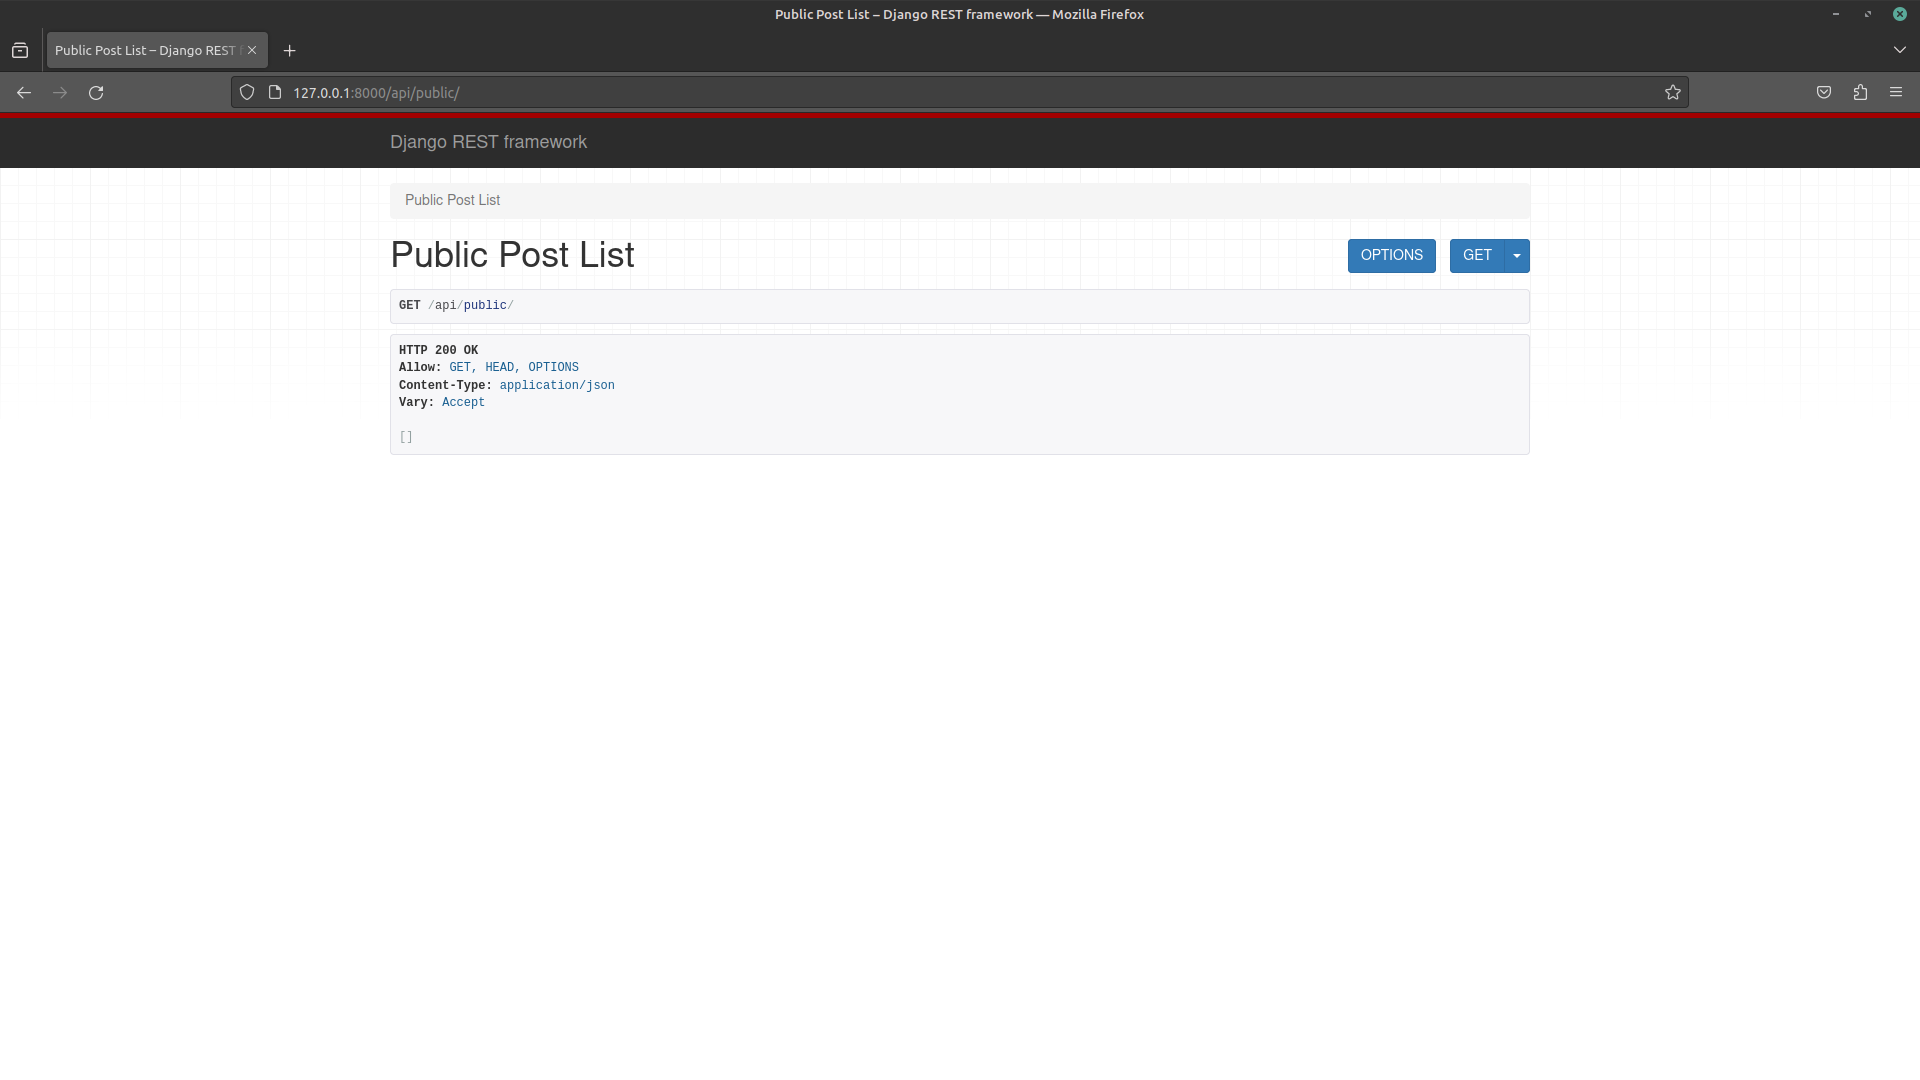 Public Post List – Django REST framework — Mozilla Firefox
Public Post List – Django REST
127.0.0.1:8000/api/public/
Django REST framework
Public Post List
Public Post List
OPTIONS
GET
GET /api/public/
HTTP 200 OK
Allow: GET, HEAD, OPTIONS
Content-Type: application/json
Vary: Accept
[]